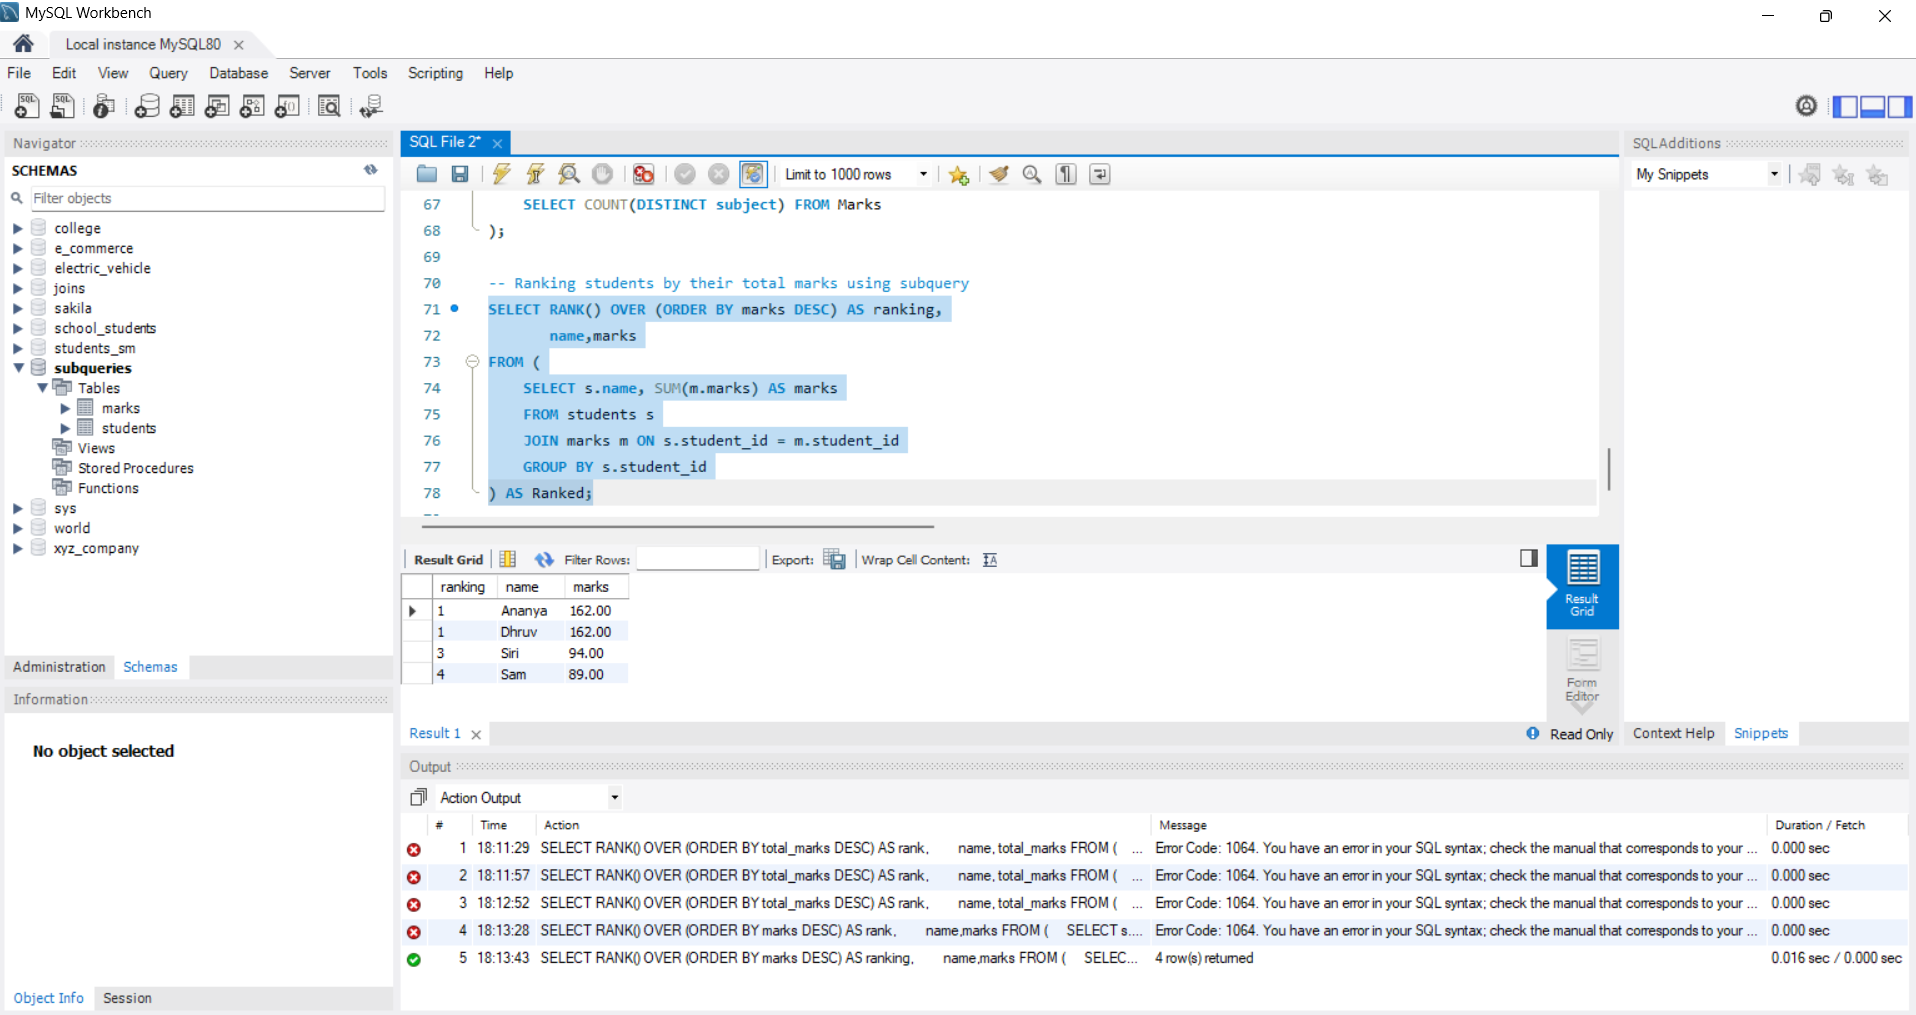 MySQL Workbench
Local instance MySQL80
File Edit View Query Database Server Tools Scripting Help
Navigator
SCHEMAS
Filter objects
college
e_commerce
electric_vehicle
joins
sakila
school_students
students_sm
subqueries
Tables
marks
students
Views
Stored Procedures
Functions
sys
world
xyz_company
Administration Schemas
Information
No object selected
Object Info Session
SQL File 2*
Limit to 1000 rows
67 SELECT COUNT(DISTINCT subject) FROM Marks
68 );
69
70 -- Ranking students by their total marks using subquery
71 SELECT RANK() OVER (ORDER BY marks DESC) AS ranking,
72 name,marks
73 FROM (
74 SELECT s.name, SUM(m.marks) AS marks
75 FROM students s
76 JOIN marks m ON s.student_id = m.student_id
77 GROUP BY s.student_id
78 ) AS Ranked;
Result Grid Filter Rows: Export: Wrap Cell Content:
ranking name marks
1 Ananya 162.00
1 Dhruv 162.00
3 Siri 94.00
4 Sam 89.00
Result Grid
Form Editor
Result 1
Read Only
SQLAdditions
My Snippets
Context Help Snippets
Output
Action Output
# Time Action Message Duration / Fetch
1 18:11:29 SELECT RANK() OVER (ORDER BY total_marks DESC) AS rank, name, total_marks FROM ( ... Error Code: 1064. You have an error in your SQL syntax; check the manual that corresponds to your ... 0.000 sec
2 18:11:57 SELECT RANK() OVER (ORDER BY total_marks DESC) AS rank, name, total_marks FROM ( ... Error Code: 1064. You have an error in your SQL syntax; check the manual that corresponds to your ... 0.000 sec
3 18:12:52 SELECT RANK() OVER (ORDER BY total_marks DESC) AS rank, name, total_marks FROM ( ... Error Code: 1064. You have an error in your SQL syntax; check the manual that corresponds to your ... 0.000 sec
4 18:13:28 SELECT RANK() OVER (ORDER BY marks DESC) AS rank, name,marks FROM ( SELECT s.... Error Code: 1064. You have an error in your SQL syntax; check the manual that corresponds to your ... 0.000 sec
5 18:13:43 SELECT RANK() OVER (ORDER BY marks DESC) AS ranking, name,marks FROM ( SELEC... 4 row(s) returned 0.016 sec / 0.000 sec